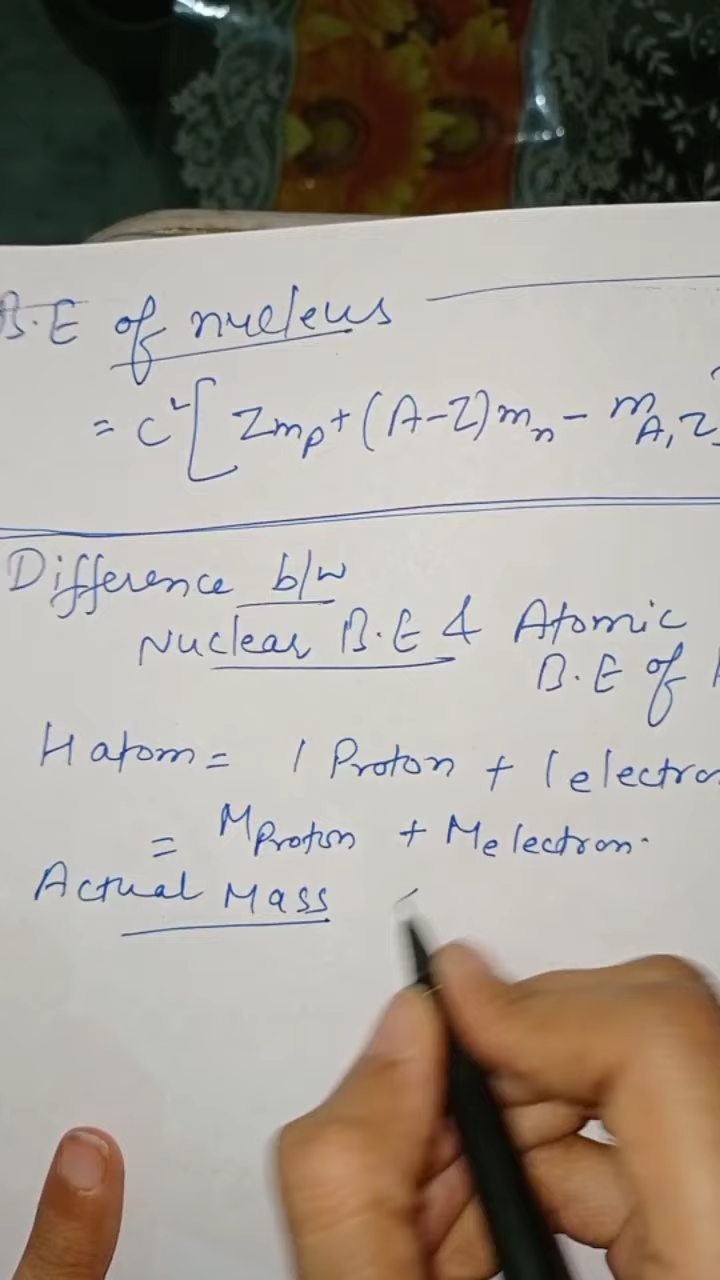 B.E of nucleus
= c²[Zmp+(A-Z)mn - mA,Z]
Difference b/w
Nuclear B.E & Atomic
B.E of
H atom = 1 Proton + 1 electron
= MProton + Melectron.
Actual Mass